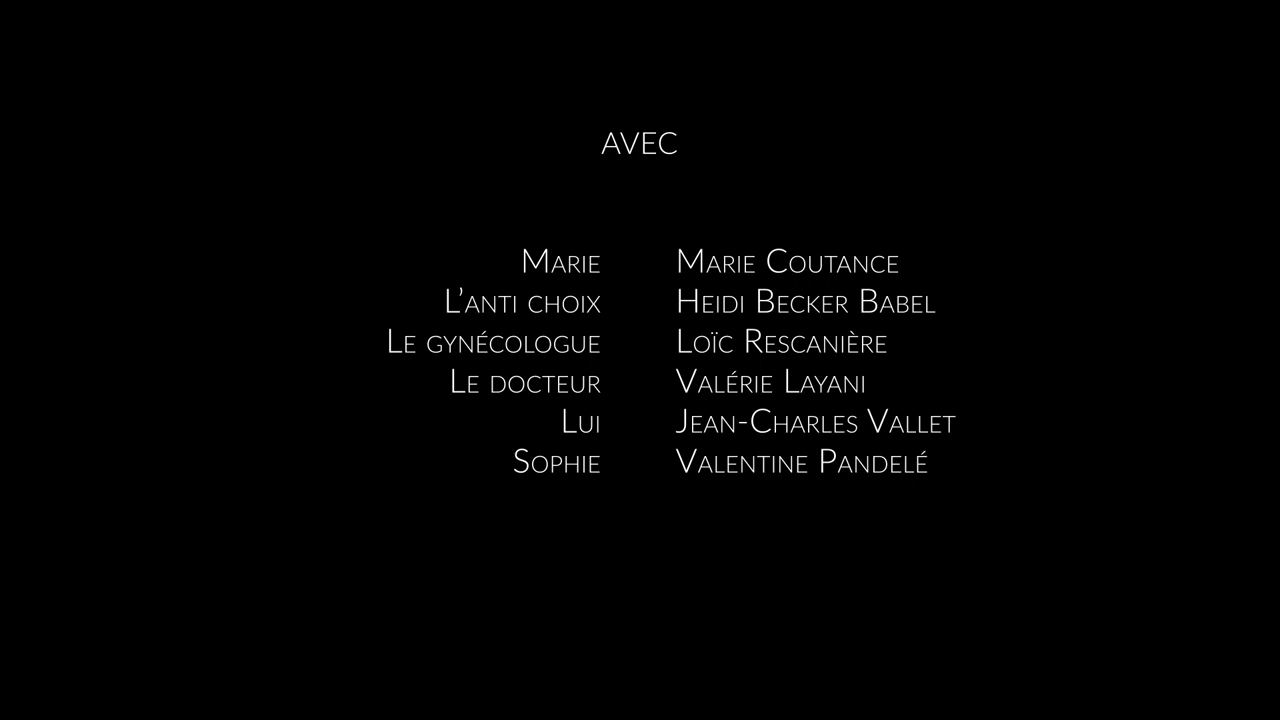 AVEC
Marie Marie Coutance
L’anti choix Heidi Becker Babel
Le gynécologue Loïc Rescanière
Le docteur Valérie Layani
Lui Jean-Charles Vallet
Sophie Valentine Pandelé